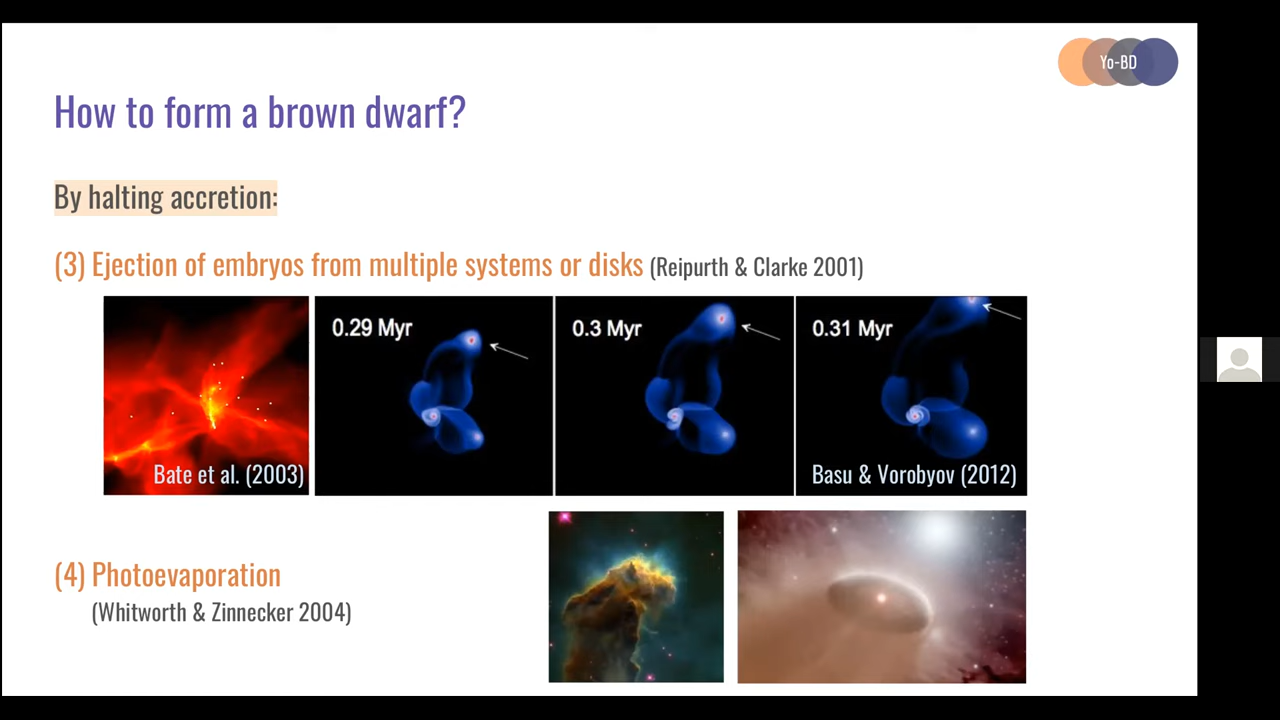 Yo-BD
How to form a brown dwarf?
By halting accretion:
(3) Ejection of embryos from multiple systems or disks (Reipurth & Clarke 2001)
0.29 Myr
0.3 Myr
0.31 Myr
Bate et al. (2003)
Basu & Vorobyov (2012)
(4) Photoevaporation
(Whitworth & Zinnecker 2004)